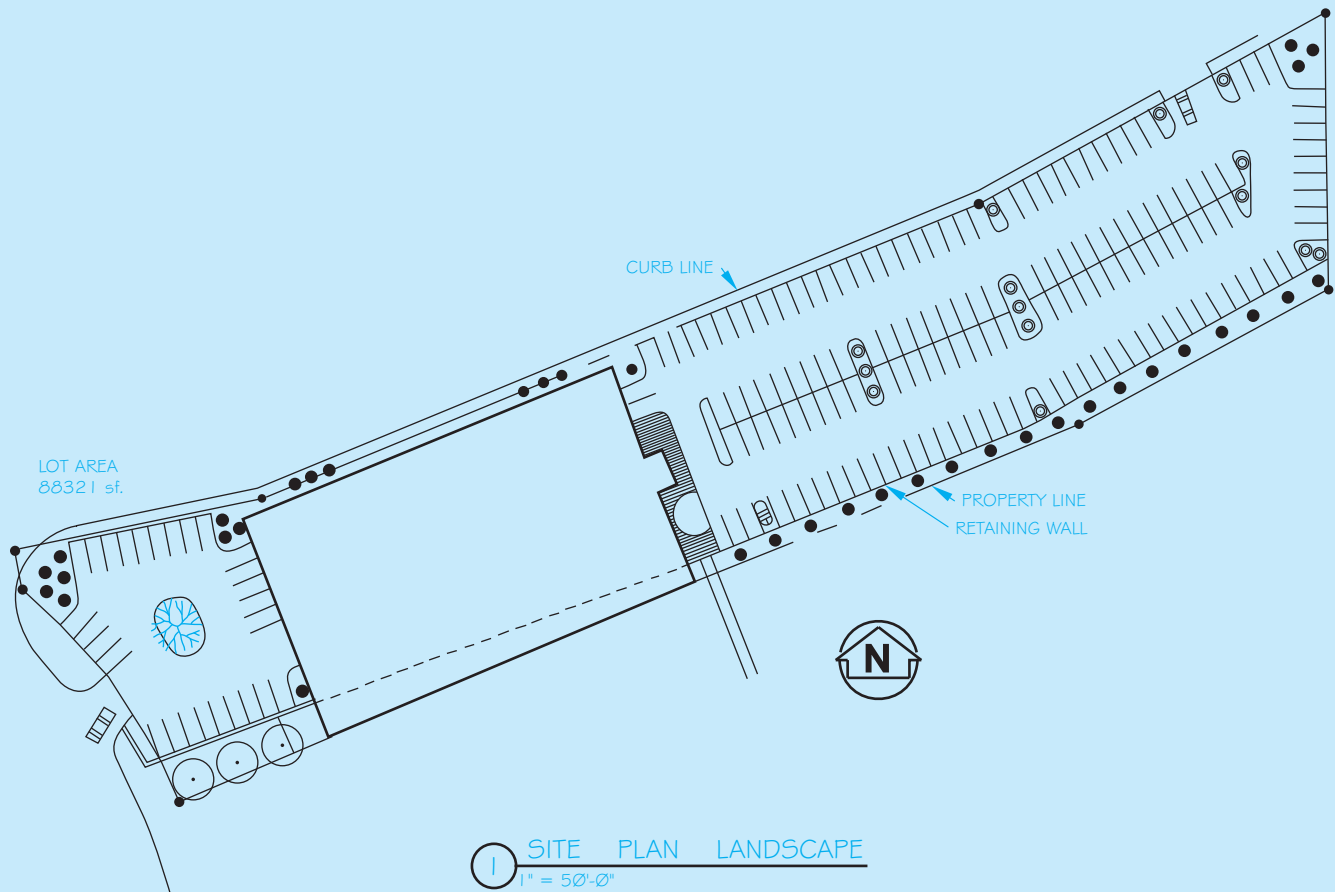 CURB LINE
LOT AREA
88321 sf.
PROPERTY LINE
RETAINING WALL
N
1 SITE PLAN LANDSCAPE
1" = 50'-0"